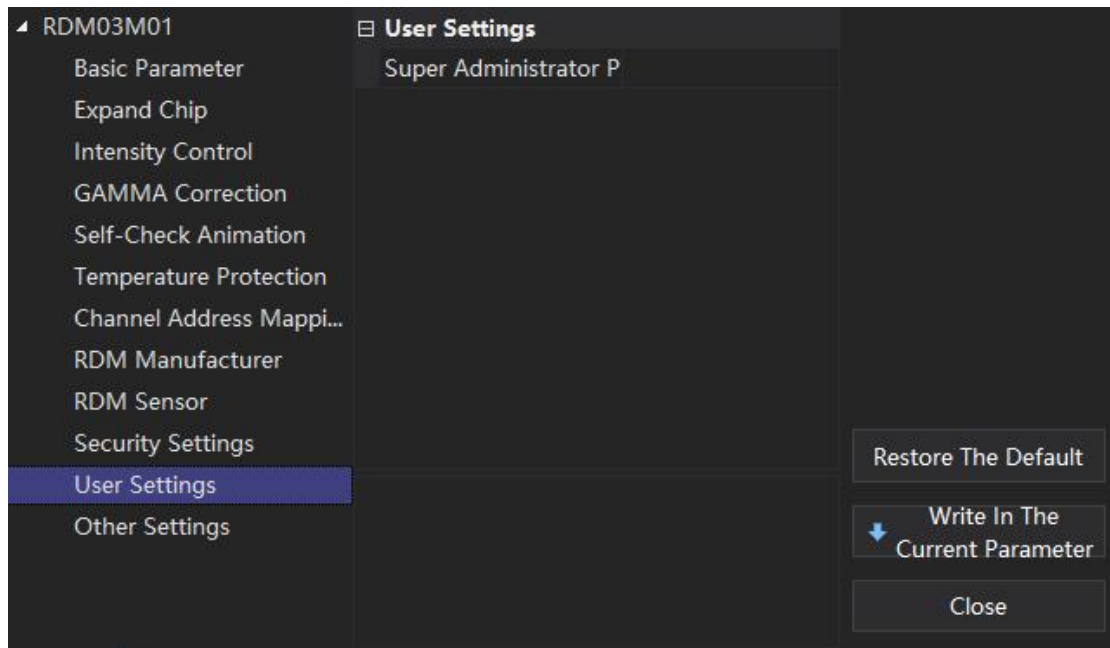 RDM03M01
Basic Parameter
Expand Chip
Intensity Control
GAMMA Correction
Self-Check Animation
Temperature Protection
Channel Address Mappi...
RDM Manufacturer
RDM Sensor
Security Settings
User Settings
Other Settings
User Settings
Super Administrator P
Restore The Default
Write In The
Current Parameter
Close